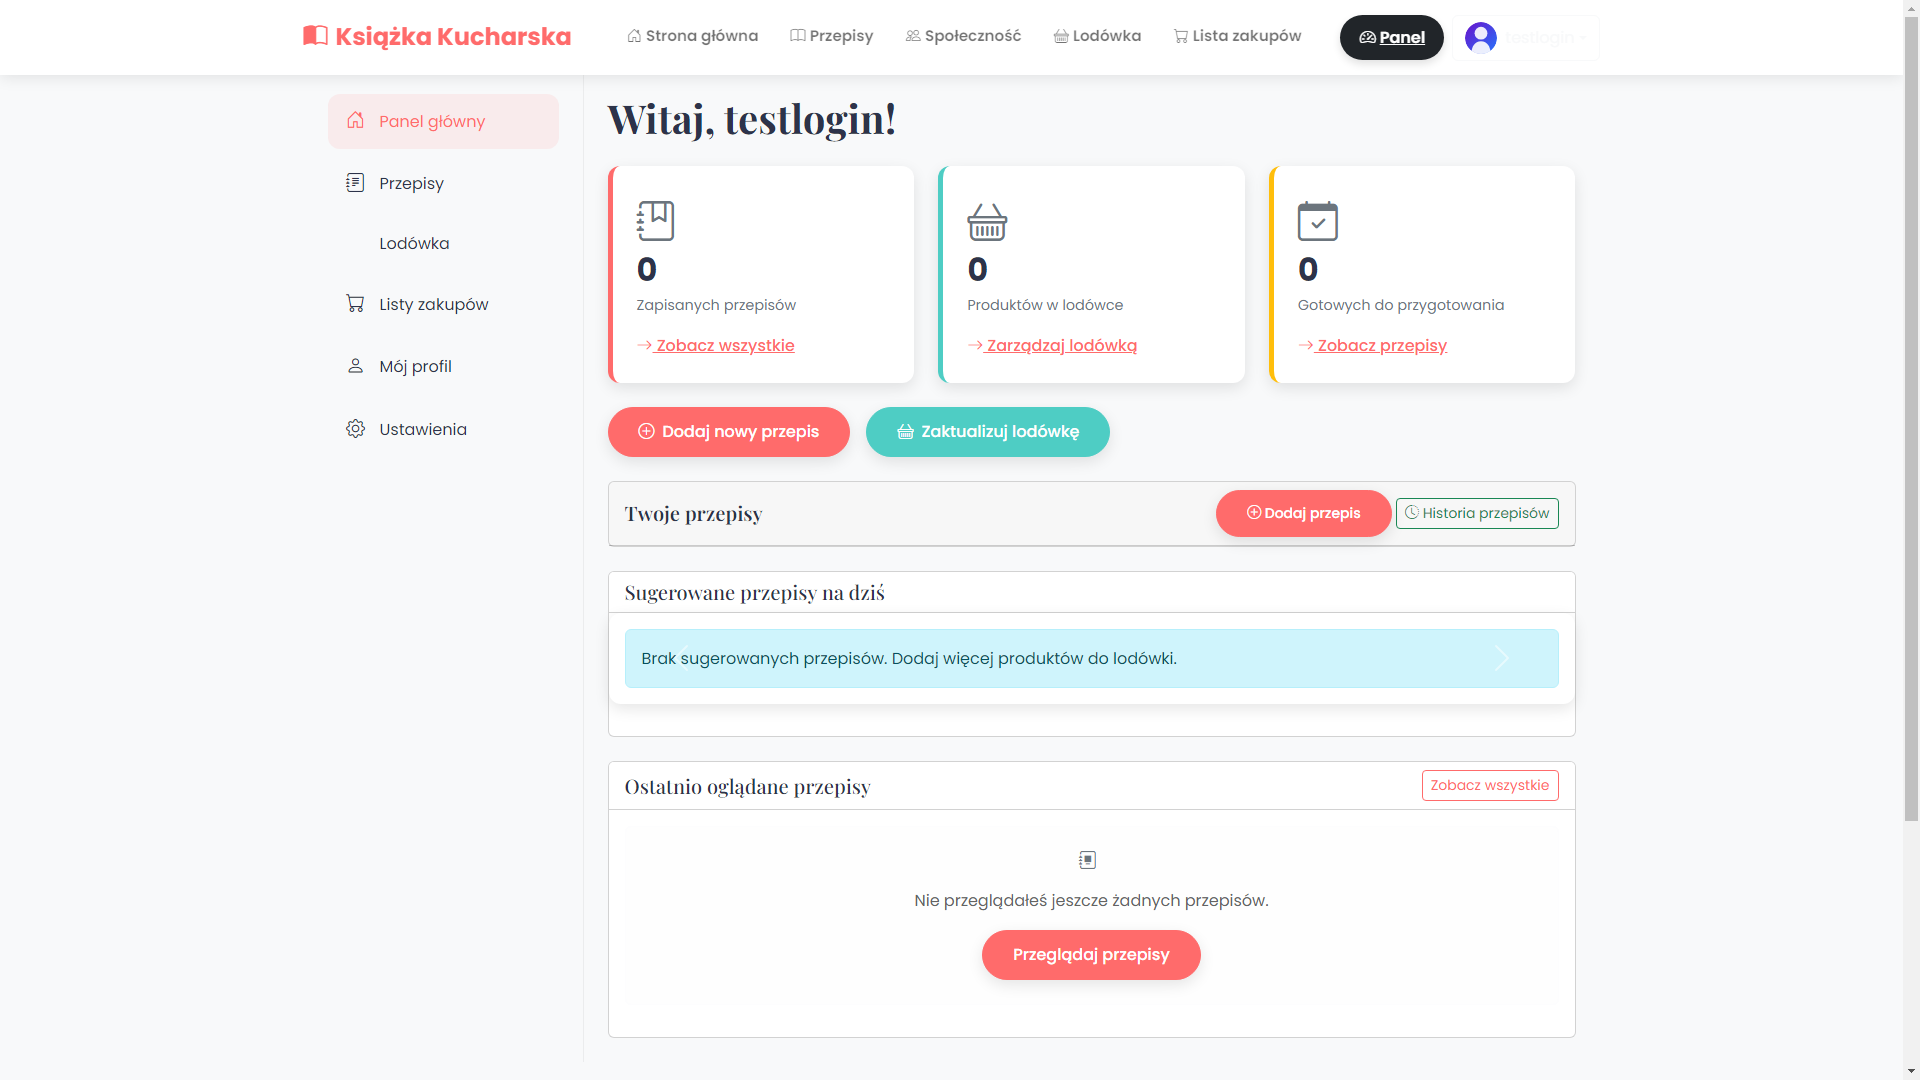 Książka Kucharska
Strona główna
Przepisy
Społeczność
Lodówka
Lista zakupów
Panel
testlogin
Panel główny
Przepisy
Lodówka
Listy zakupów
Mój profil
Ustawienia
Witaj, testlogin!
0
Zapisanych przepisów
Zobacz wszystkie
0
Produktów w lodówce
Zarządzaj lodówką
0
Gotowych do przygotowania
Zobacz przepisy
Dodaj nowy przepis
Zaktualizuj lodówkę
Twoje przepisy
Dodaj przepis
Historia przepisów
Sugerowane przepisy na dziś
Brak sugerowanych przepisów. Dodaj więcej produktów do lodówki.
Ostatnio oglądane przepisy
Zobacz wszystkie
Nie przeglądałeś jeszcze żadnych przepisów.
Przeglądaj przepisy